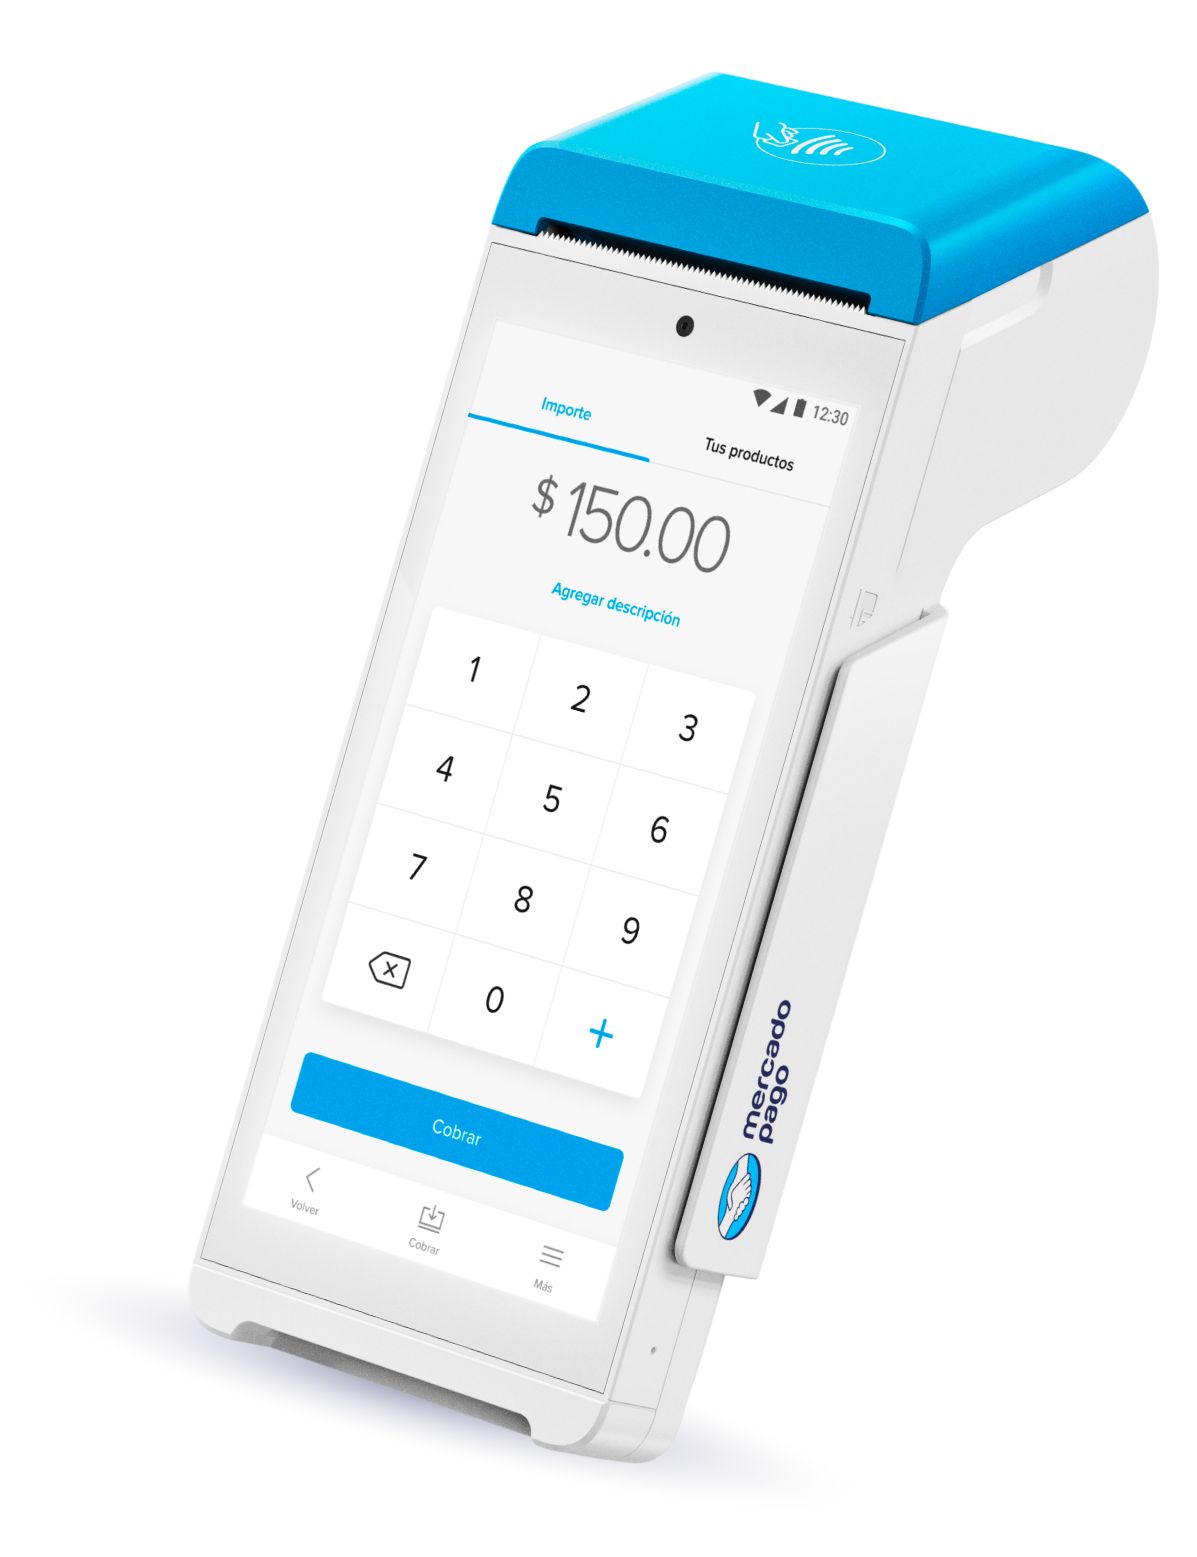 12:30
Importe
Tus productos
$ 150.00
Agregar descripción
1
2
3
4
5
6
7
8
9
0
+
Cobrar
Volver
Cobrar
Más
mercado
pago